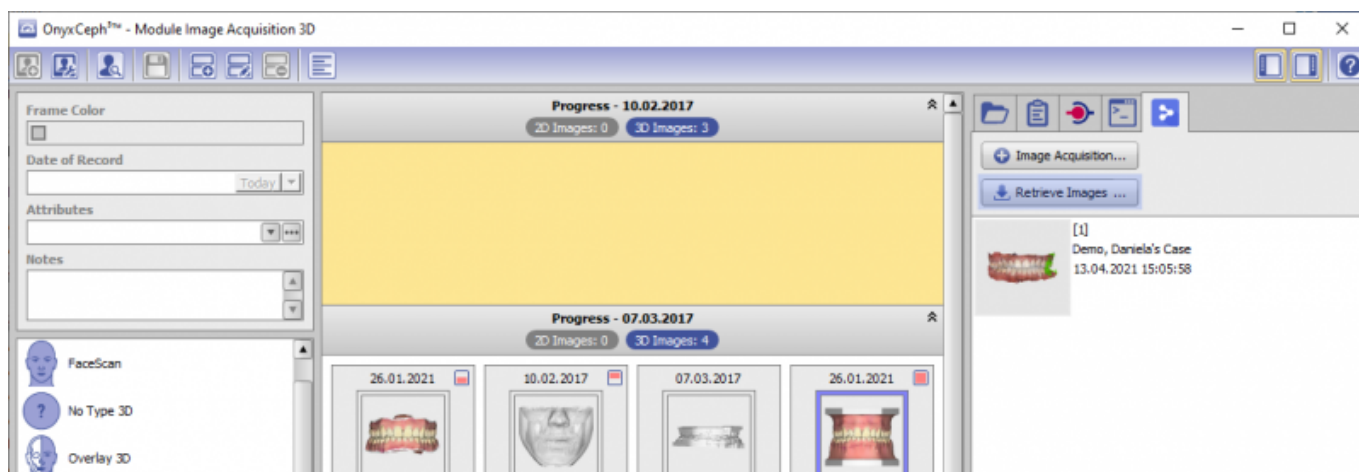 OnyxCeph³™ - Module Image Acquisition 3D
Frame Color
Date of Record
Today
Attributes
Notes
FaceScan
? No Type 3D
Overlay 3D
Progress - 10.02.2017
2D Images: 0 3D Images: 3
Progress - 07.03.2017
2D Images: 0 3D Images: 4
26.01.2021 10.02.2017 07.03.2017 26.01.2021
Image Acquisition...
Retrieve Images ...
[1]
Demo, Daniela's Case
13.04.2021 15:05:58